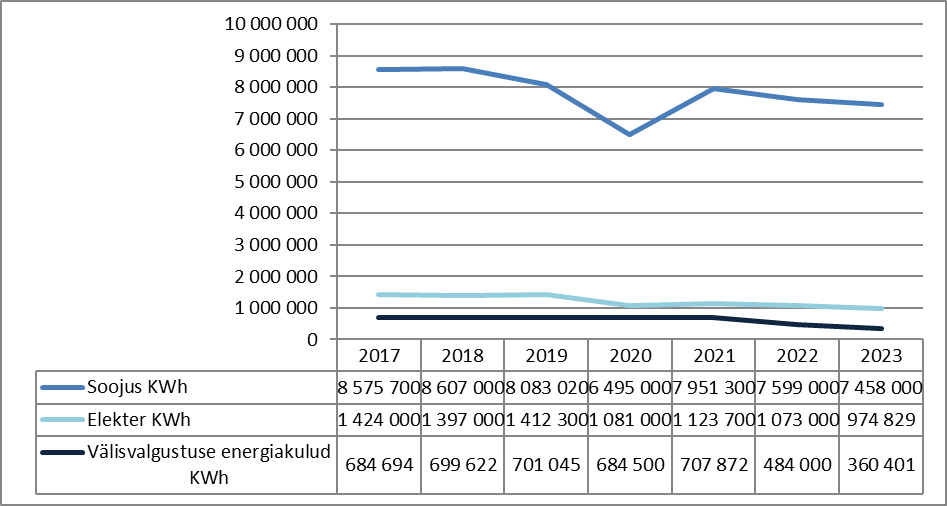 10 000 000
9 000 000
8 000 000
7 000 000
6 000 000
5 000 000
4 000 000
3 000 000
2 000 000
1 000 000
0
2017 2018 2019 2020 2021 2022 2023
Soojus KWh 8 575 700 8 607 000 8 083 020 6 495 000 7 951 300 7 599 000 7 458 000
Elekter KWh 1 424 000 1 397 000 1 412 300 1 081 000 1 123 700 1 073 000 974 829
Välisvalgustuse energiakulud
KWh 684 694 699 622 701 045 684 500 707 872 484 000 360 401